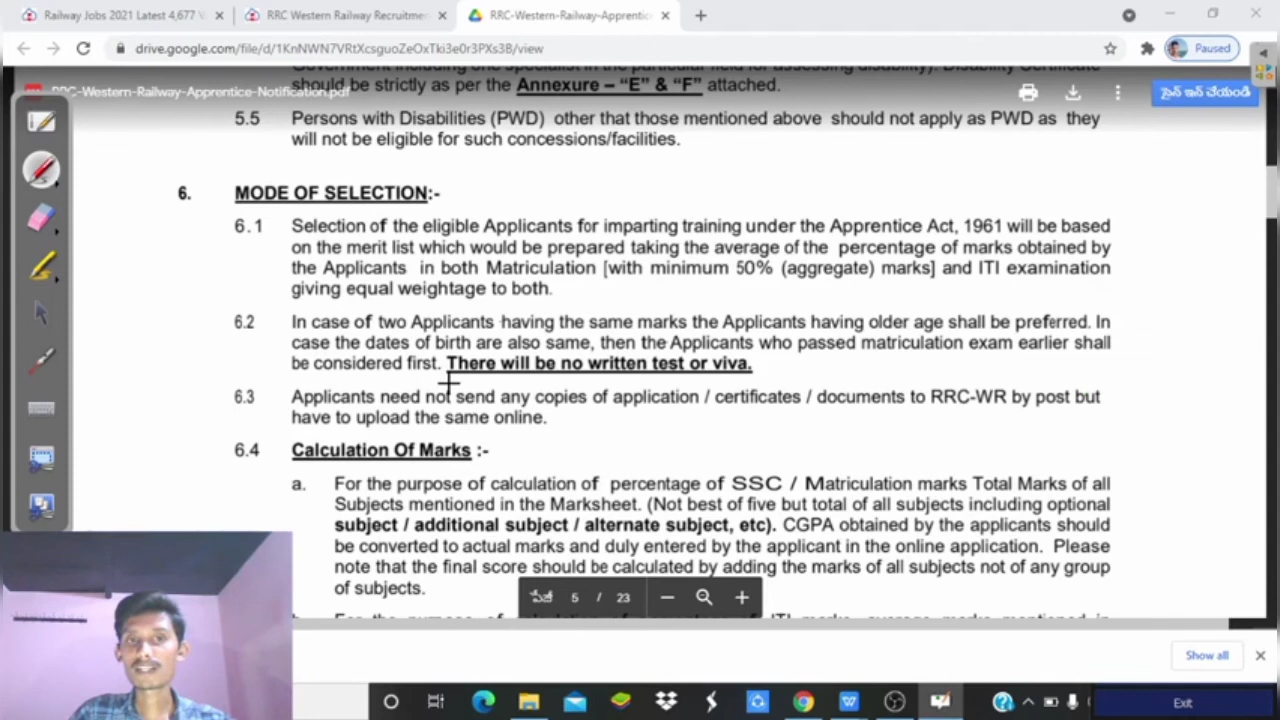 Railway Jobs 2021 Latest 4,677 V
RRC Western Railway Recruitmen
RRC-Western-Railway-Apprentic
drive.google.com/file/d/1KnNWN7VRtXcsguoZeOxTki3e0r3PXs3B/view
Paused
should be strictly as per the Annexure – “E” & “F” attached.
RRC-Western-Railway-Apprentice-Notification.pdf
సైన్ ఇన్ చేయండి
5.5 Persons with Disabilities (PWD) other that those mentioned above should not apply as PWD as they
will not be eligible for such concessions/facilities.
6. MODE OF SELECTION:-
6.1 Selection of the eligible Applicants for imparting training under the Apprentice Act, 1961 will be based
on the merit list which would be prepared taking the average of the percentage of marks obtained by
the Applicants in both Matriculation [with minimum 50% (aggregate) marks] and ITI examination
giving equal weightage to both.
6.2 In case of two Applicants having the same marks the Applicants having older age shall be preferred. In
case the dates of birth are also same, then the Applicants who passed matriculation exam earlier shall
be considered first. There will be no written test or viva.
6.3 Applicants need not send any copies of application / certificates / documents to RRC-WR by post but
have to upload the same online.
6.4 Calculation Of Marks :-
a. For the purpose of calculation of percentage of SSC / Matriculation marks Total Marks of all
Subjects mentioned in the Marksheet. (Not best of five but total of all subjects including optional
subject / additional subject / alternate subject, etc). CGPA obtained by the applicants should
be converted to actual marks and duly entered by the applicant in the online application. Please
note that the final score should be calculated by adding the marks of all subjects not of any group
of subjects.
పేజీ 5 / 23
Show all
Exit